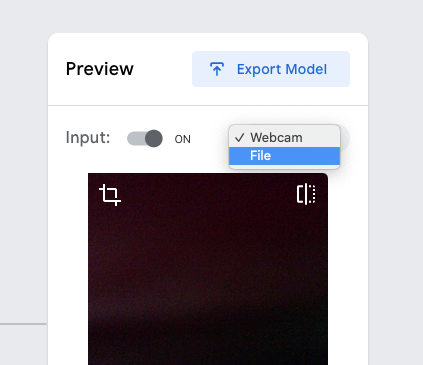 Preview
Export Model
Input:
ON
✓ Webcam
File